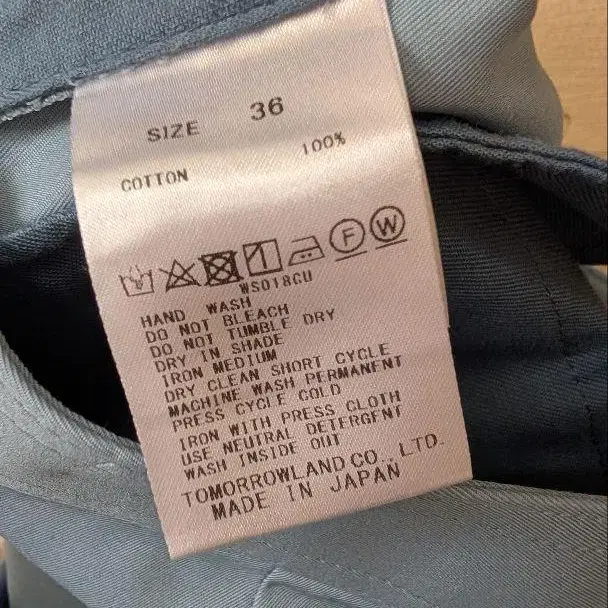 SIZE 36
COTTON 100%
F W
WS018CU
HAND WASH
DO NOT BLEACH
DO NOT TUMBLE DRY
DRY IN SHADE
IRON MEDIUM
DRY CLEAN SHORT CYCLE
MACHINE WASH PERMANENT
PRESS CYCLE COLD
IRON WITH PRESS CLOTH
USE NEUTRAL DETERGENT
WASH INSIDE OUT
TOMORROWLAND CO., LTD.
MADE IN JAPAN